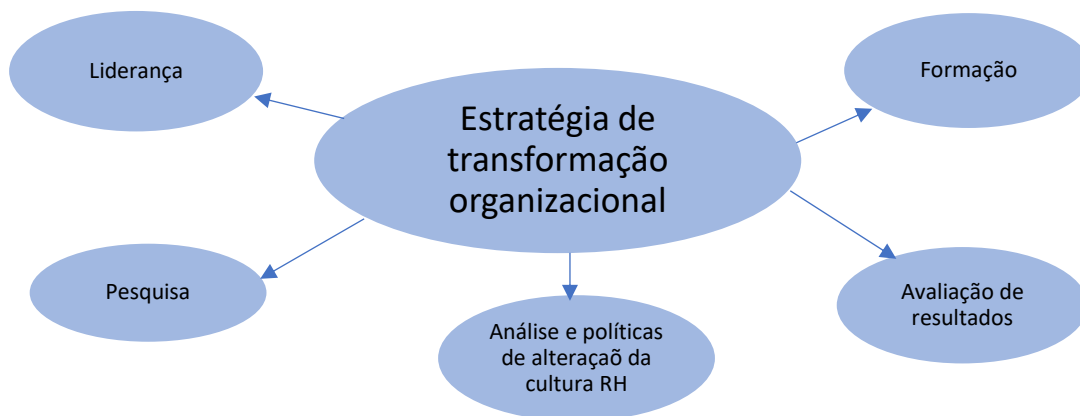 Liderança
Formação
Estratégia de
transformação
organizacional
Pesquisa
Avaliação de
resultados
Análise e políticas
de alteraçaõ da
cultura RH